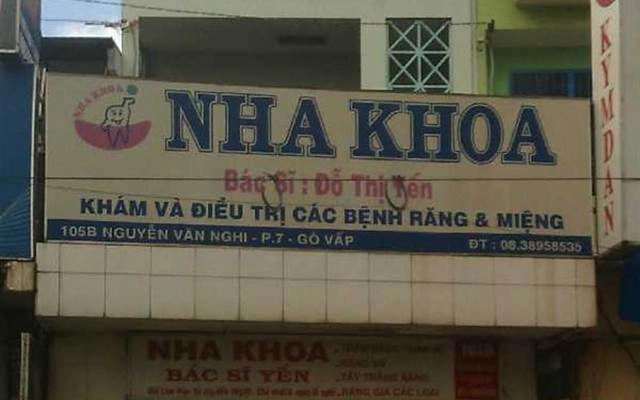 NHA KHOA
NHA KHOA
Bác Sĩ : Đỗ Thị Yến
KHÁM VÀ ĐIỀU TRỊ CÁC BỆNH RĂNG & MIỆNG
105B NGUYỄN VĂN NGHI - P.7 - GÒ VẤP
ĐT : 08.38958535
KYMDAN
NHA KHOA
BÁC SĨ YẾN
- TẨY TRẮNG RĂNG
- RĂNG GIẢ CÁC LOẠI